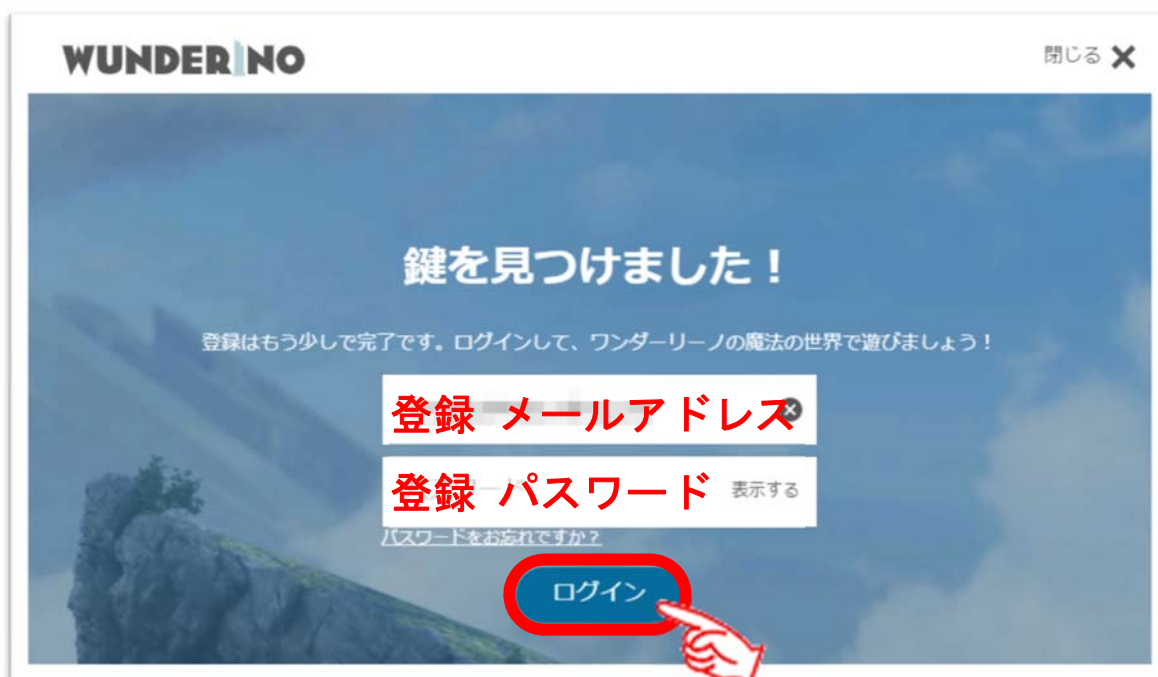 WUNDERINO
閉じる
鍵を見つけました！
登録はもう少しで完了です。ログインして、ワンダーリーノの魔法の世界で遊びましょう！
登録 メールアドレス
登録 パスワード 表示する
パスワードをお忘れですか?
ログイン